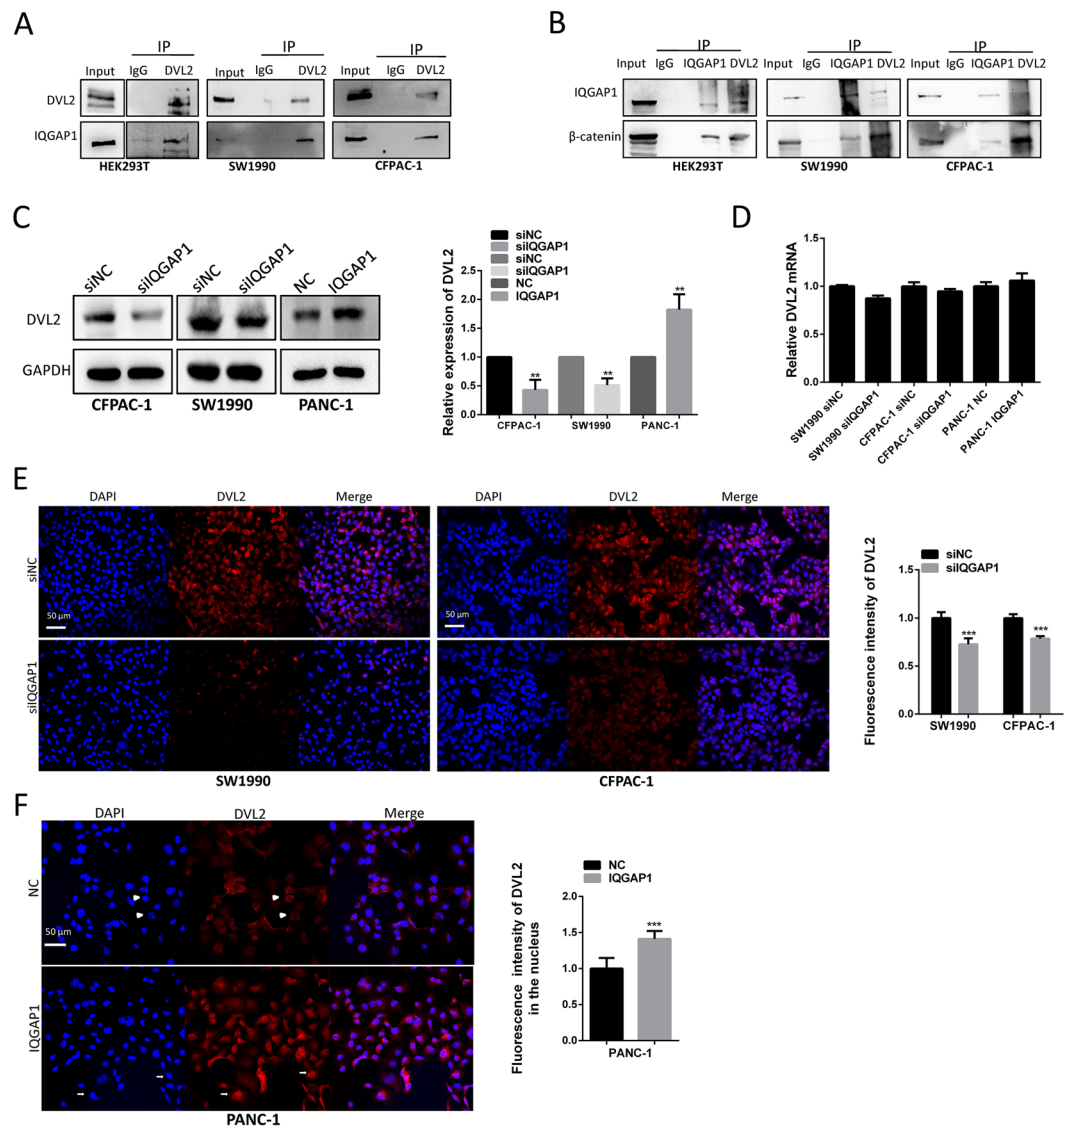 A
IP
Input IgG DVL2
IP
Input IgG DVL2
IP
Input IgG DVL2
DVL2
IQGAP1
HEK293T
SW1990
CFPAC-1
B
IP
Input IgG IQGAP1 DVL2
IP
Input IgG IQGAP1 DVL2
IP
Input IgG IQGAP1 DVL2
IQGAP1
β-catenin
HEK293T
SW1990
CFPAC-1
C
siNC siIQGAP1 siNC siIQGAP1 NC IQGAP1
DVL2
GAPDH
CFPAC-1
SW1990
PANC-1
siNC
siIQGAP1
siNC
siIQGAP1
NC
IQGAP1
Relative expression of DVL2
2.5
2.0
1.5
1.0
0.5
0.0
**
**
**
CFPAC-1 SW1990 PANC-1
D
Relative DVL2 mRNA
1.5
1.0
0.5
0.0
SW1990 siNC
SW1990 siIQGAP1
CFPAC-1 siNC
CFPAC-1 siIQGAP1
PANC-1 NC
PANC-1 IQGAP1
E
DAPI DVL2 Merge
DAPI DVL2 Merge
siNC
50 μm
50 μm
siIQGAP1
SW1990
CFPAC-1
siNC
siIQGAP1
Fluorescence intensity of DVL2
1.5
1.0
0.5
0.0
***
***
SW1990 CFPAC-1
F
DAPI DVL2 Merge
NC
50 μm
IQGAP1
PANC-1
NC
IQGAP1
Fluorescence intensity of DVL2
in the nucleus
2.0
1.5
1.0
0.5
0.0
***
PANC-1